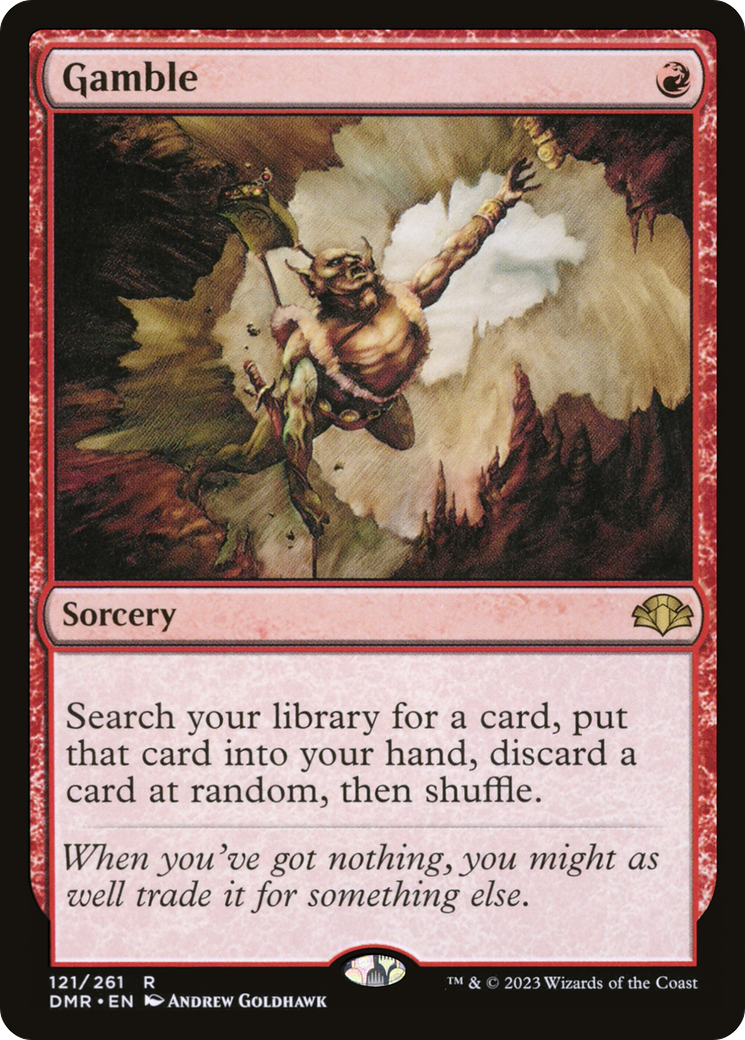 Gamble
Sorcery
Search your library for a card, put
that card into your hand, discard a
card at random, then shuffle.
When you've got nothing, you might as
well trade it for something else.
121/261 R
DMR • EN Andrew Goldhawk
™ & © 2023 Wizards of the Coast